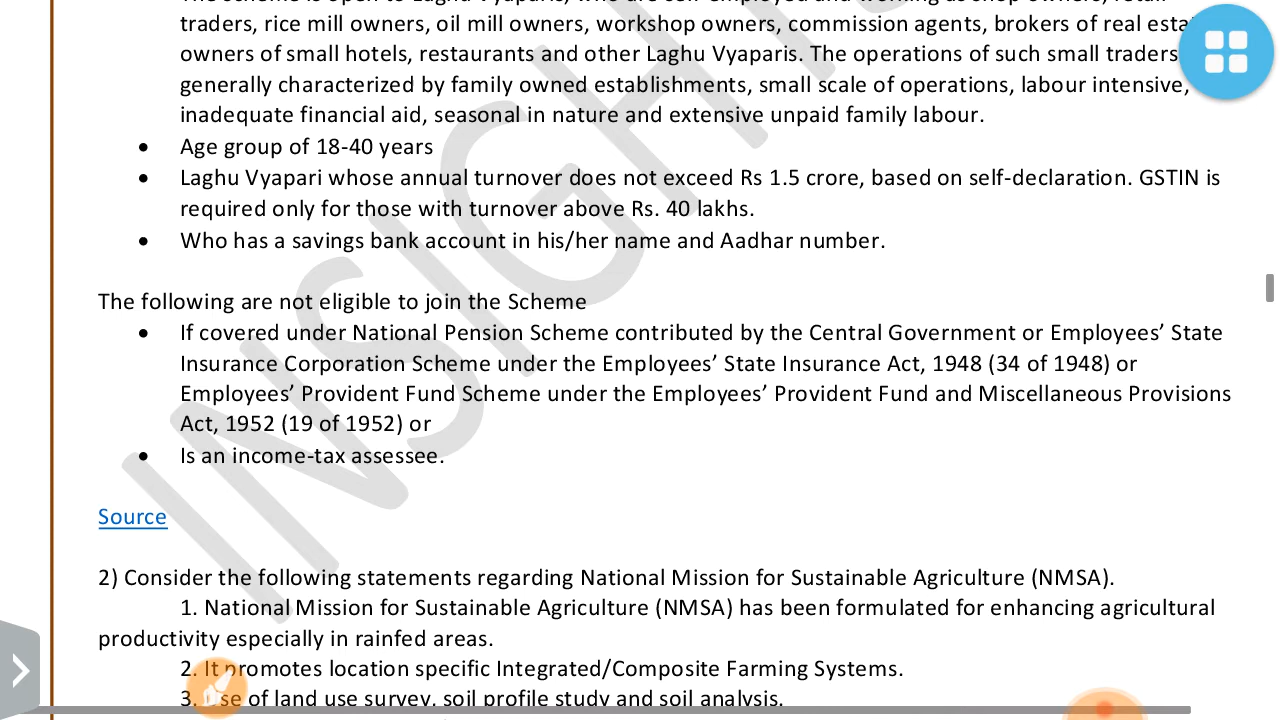 traders, rice mill owners, oil mill owners, workshop owners, commission agents, brokers of real
owners of small hotels, restaurants and other Laghu Vyaparis. The operations of such small traders
generally characterized by family owned establishments, small scale of operations, labour intensive,
inadequate financial aid, seasonal in nature and extensive unpaid family labour.
• Age group of 18-40 years
• Laghu Vyapari whose annual turnover does not exceed Rs 1.5 crore, based on self-declaration. GSTIN is
required only for those with turnover above Rs. 40 lakhs.
• Who has a savings bank account in his/her name and Aadhar number.
The following are not eligible to join the Scheme
• If covered under National Pension Scheme contributed by the Central Government or Employees’ State
Insurance Corporation Scheme under the Employees’ State Insurance Act, 1948 (34 of 1948) or
Employees’ Provident Fund Scheme under the Employees’ Provident Fund and Miscellaneous Provisions
Act, 1952 (19 of 1952) or
• Is an income-tax assessee.
Source
2) Consider the following statements regarding National Mission for Sustainable Agriculture (NMSA).
1. National Mission for Sustainable Agriculture (NMSA) has been formulated for enhancing agricultural
productivity especially in rainfed areas.
2. It promotes location specific Integrated/Composite Farming Systems.
3. Use of land use survey, soil profile study and soil analysis.
INSIGH